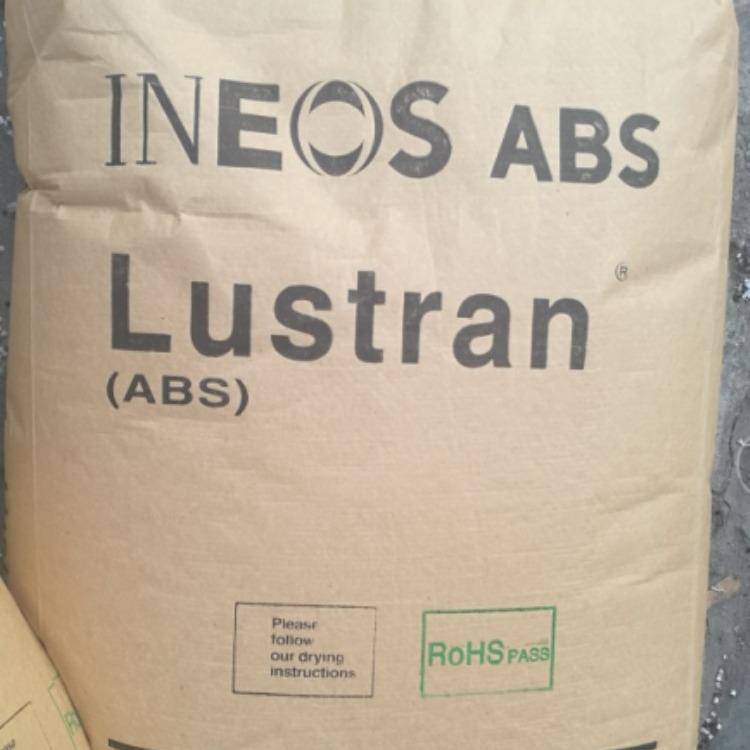 INEOS ABS
Lustran®
(ABS)
Please
follow
our drying
instructions
RoHS PASS